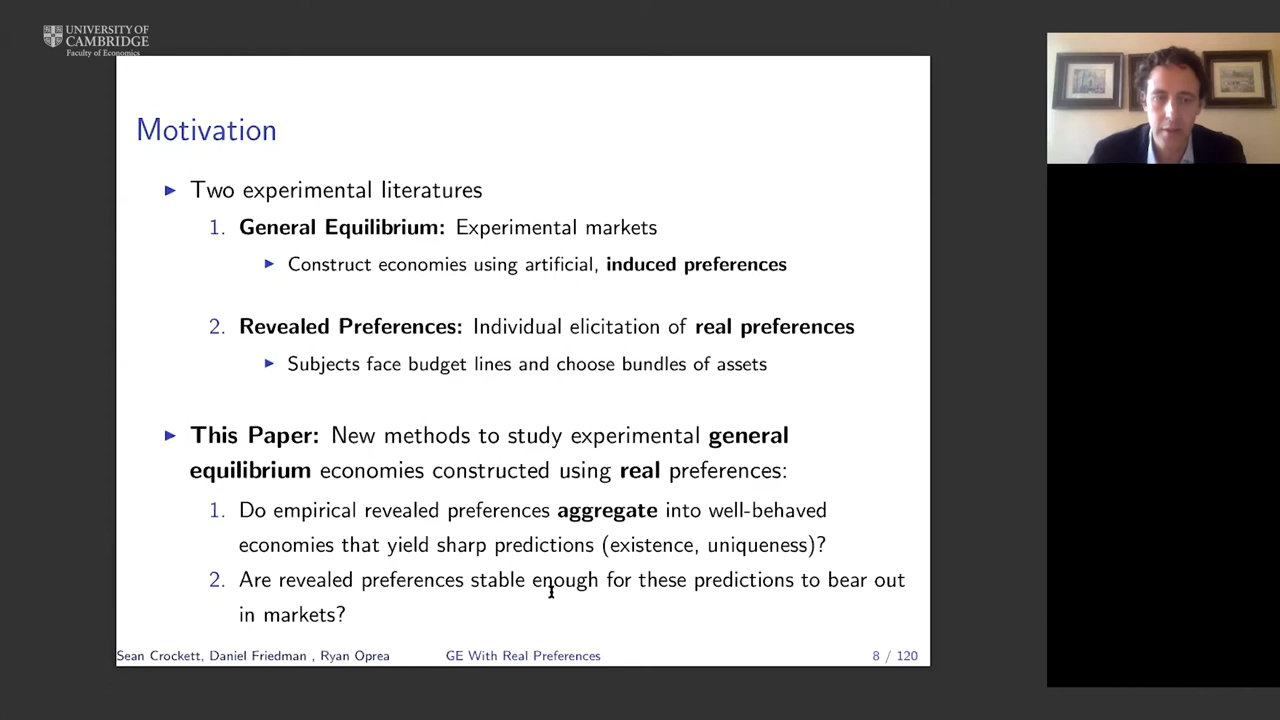 UNIVERSITY OF
CAMBRIDGE
Faculty of Economics
Motivation
Two experimental literatures
1. General Equilibrium: Experimental markets
Construct economies using artificial, induced preferences
2. Revealed Preferences: Individual elicitation of real preferences
Subjects face budget lines and choose bundles of assets
This Paper: New methods to study experimental general
equilibrium economies constructed using real preferences:
1. Do empirical revealed preferences aggregate into well-behaved
economies that yield sharp predictions (existence, uniqueness)?
2. Are revealed preferences stable enough for these predictions to bear out
in markets?
Sean Crockett, Daniel Friedman , Ryan Oprea
GE With Real Preferences
8 / 120